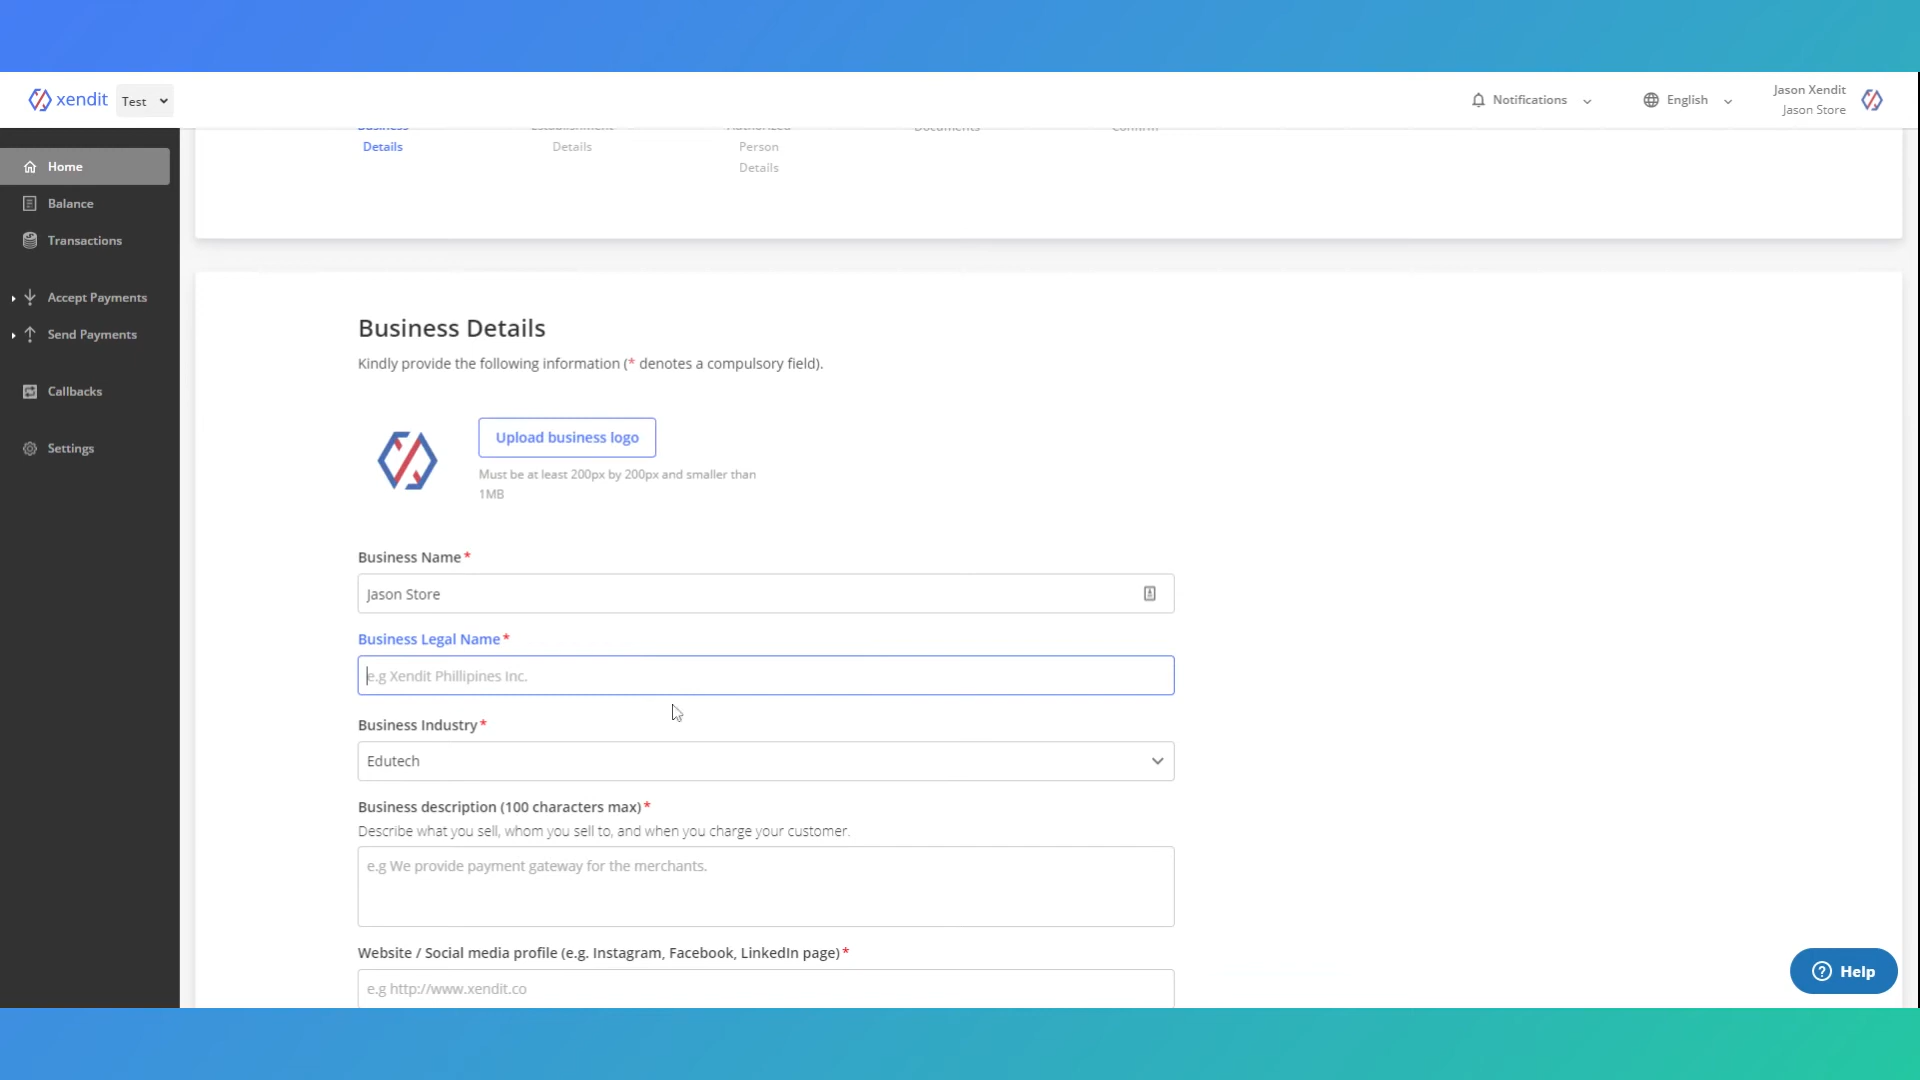 xendit
Test
Notifications
English
Jason Xendit
Jason Store
Business
Details
Establishment
Details
Authorized
Person
Details
Documents
Confirm
Home
Balance
Transactions
Accept Payments
Send Payments
Callbacks
Settings
Business Details
Kindly provide the following information (* denotes a compulsory field).
Upload business logo
Must be at least 200px by 200px and smaller than
1MB
Business Name*
Jason Store
Business Legal Name*
e.g Xendit Phillipines Inc.
Business Industry*
Edutech
Business description (100 characters max)*
Describe what you sell, whom you sell to, and when you charge your customer.
e.g We provide payment gateway for the merchants.
Website / Social media profile (e.g. Instagram, Facebook, LinkedIn page)*
e.g http://www.xendit.co
Help